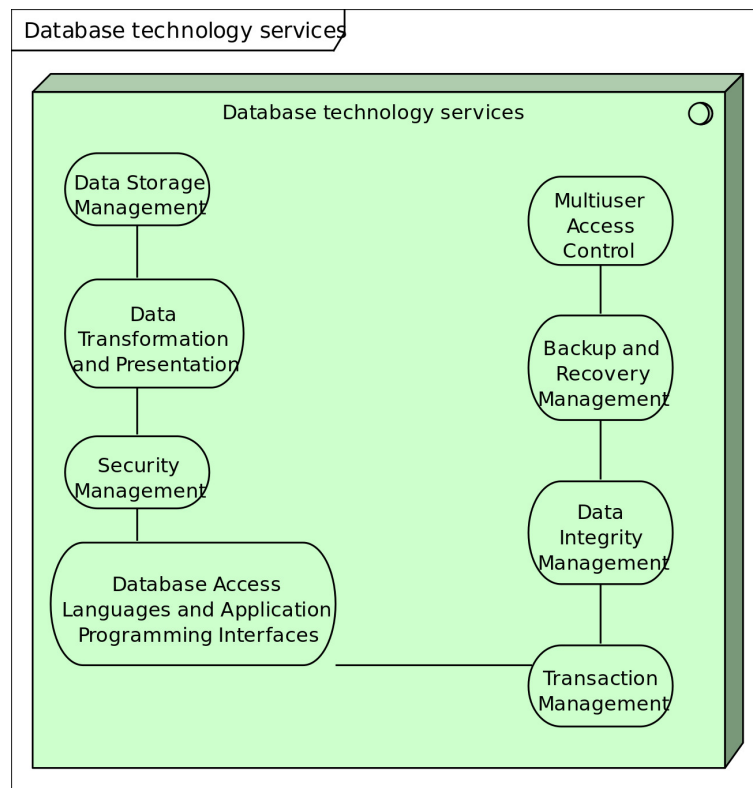 Database technology services
Database technology services
Data Storage
Management
Data
Transformation
and Presentation
Security
Management
Database Access
Languages and Application
Programming Interfaces
Multiuser
Access
Control
Backup and
Recovery
Management
Data
Integrity
Management
Transaction
Management